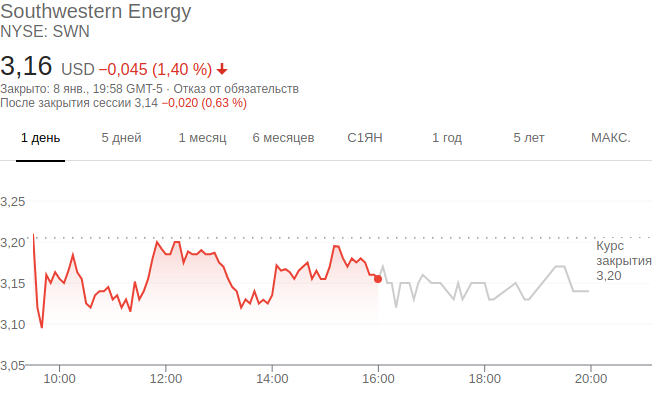 Southwestern Energy
NYSE: SWN
3,16 USD −0,045 (1,40 %)
Закрыто: 8 янв., 19:58 GMT-5 · Отказ от обязательств
После закрытия сессии 3,14 −0,020 (0,63 %)
1 день 5 дней 1 месяц 6 месяцев С1ЯН 1 год 5 лет МАКС.
3,25
3,20
Курс
закрытия
3,20
3,15
3,10
3,05
10:00 12:00 14:00 16:00 18:00 20:00